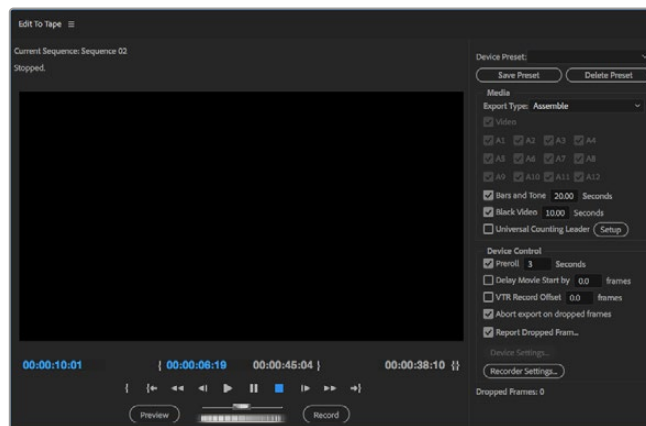 Edit To Tape
Current Sequence: Sequence 02
Stopped.
Device Preset:
Save Preset Delete Preset
Media
Export Type: Assemble
Video
A1 A2 A3 A4
A5 A6 A7 A8
A9 A10 A11 A12
Bars and Tone 20.00 Seconds
Black Video 10.00 Seconds
Universal Counting Leader Setup
Device Control
Preroll 3 Seconds
Delay Movie Start by 0.0 frames
VTR Record Offset 0.0 frames
Abort export on dropped frames
Report Dropped Fram...
Device Settings...
Recorder Settings...
Dropped Frames: 0
00:00:10:01 { 00:00:06:19 00:00:45:04 } 00:00:38:10 {}
Preview Record